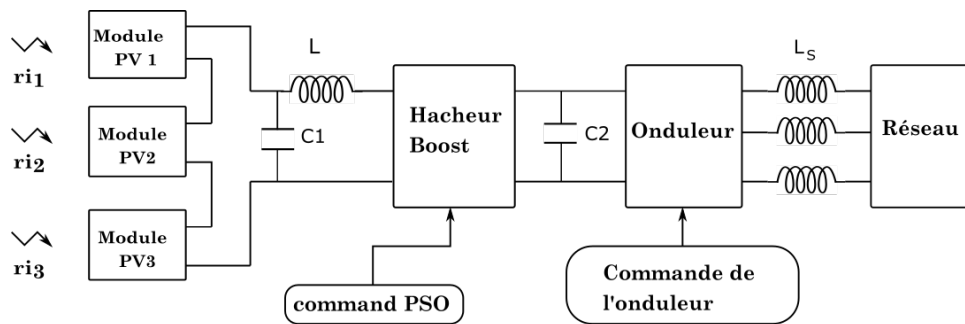 Module
PV 1
ri1
Module
PV2
ri2
Module
PV3
ri3
L
C1
Hacheur
Boost
C2
Onduleur
LS
Réseau
command PSO
Commande de
l'onduleur